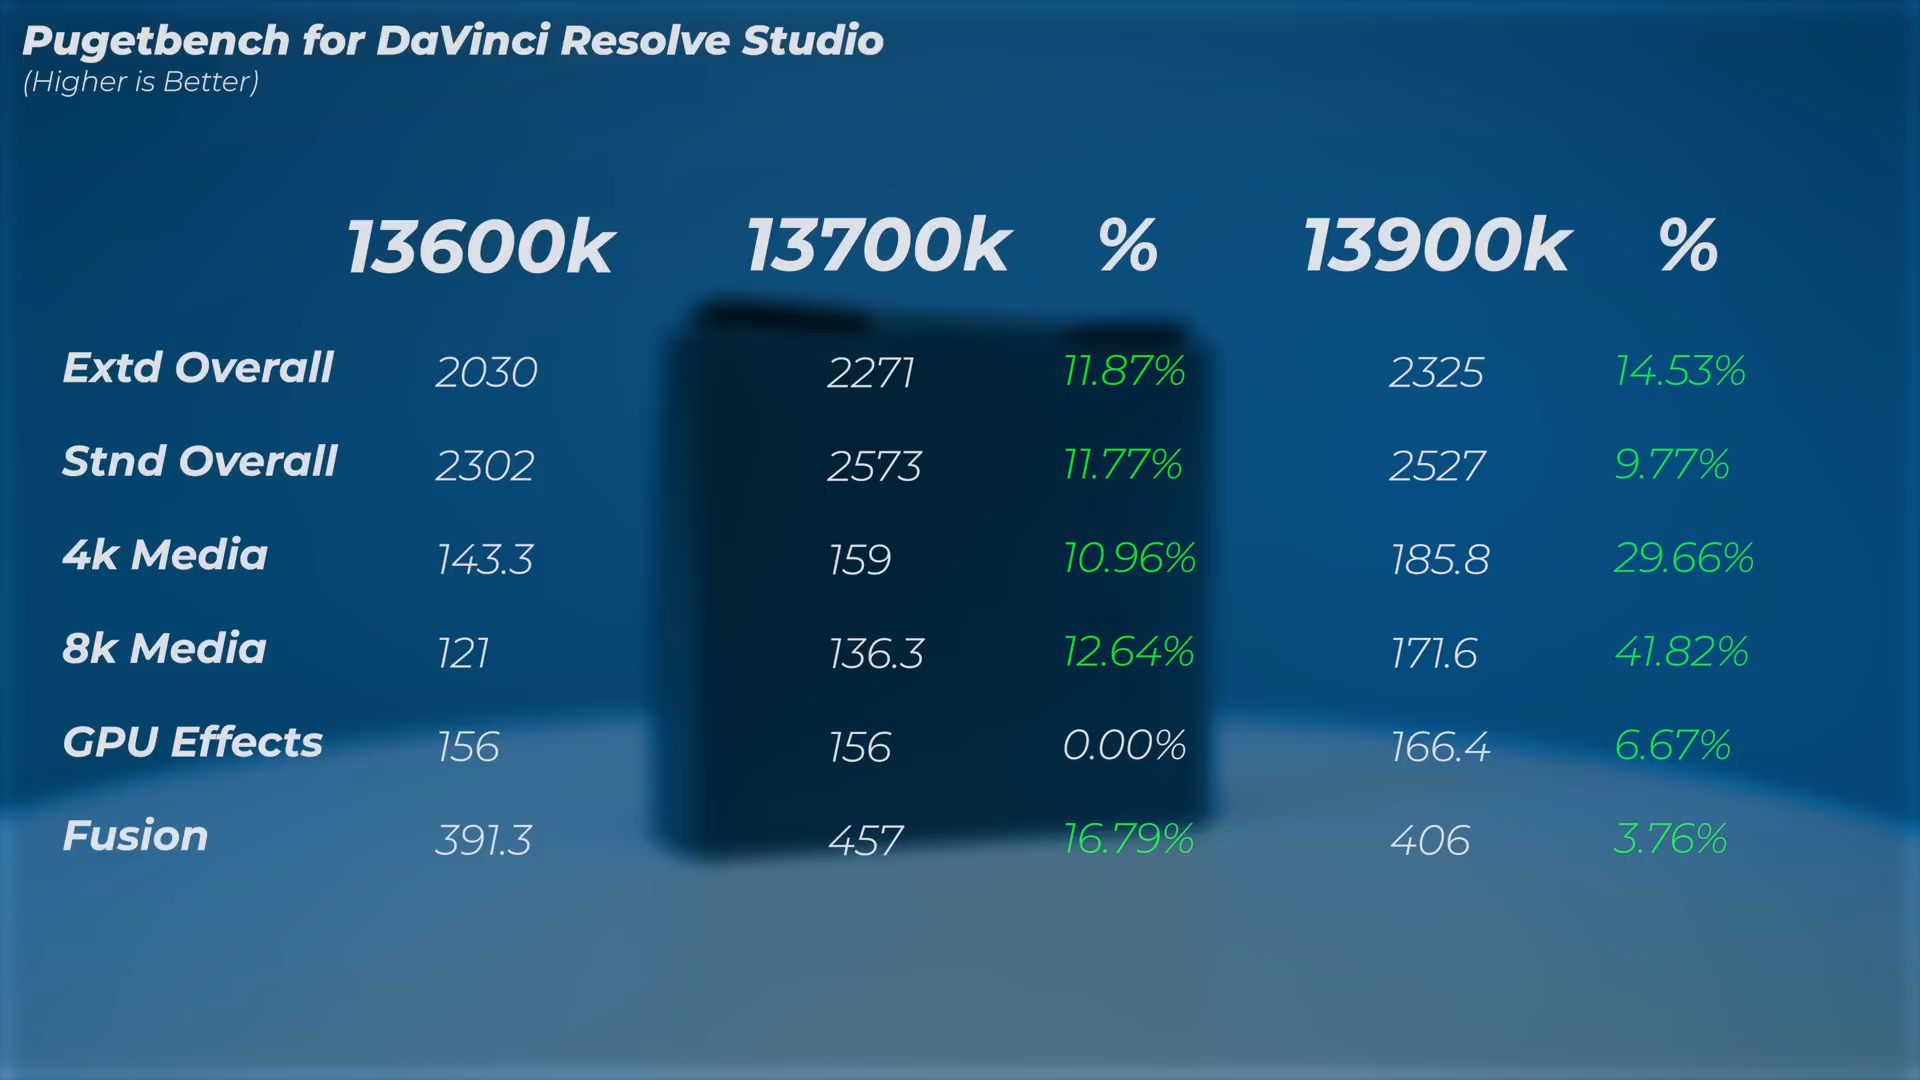 Pugetbench for DaVinci Resolve Studio
(Higher is Better)
13600k 13700k % 13900k %
Extd Overall 2030 2271 11.87% 2325 14.53%
Stnd Overall 2302 2573 11.77% 2527 9.77%
4k Media 143.3 159 10.96% 185.8 29.66%
8k Media 121 136.3 12.64% 171.6 41.82%
GPU Effects 156 156 0.00% 166.4 6.67%
Fusion 391.3 457 16.79% 406 3.76%